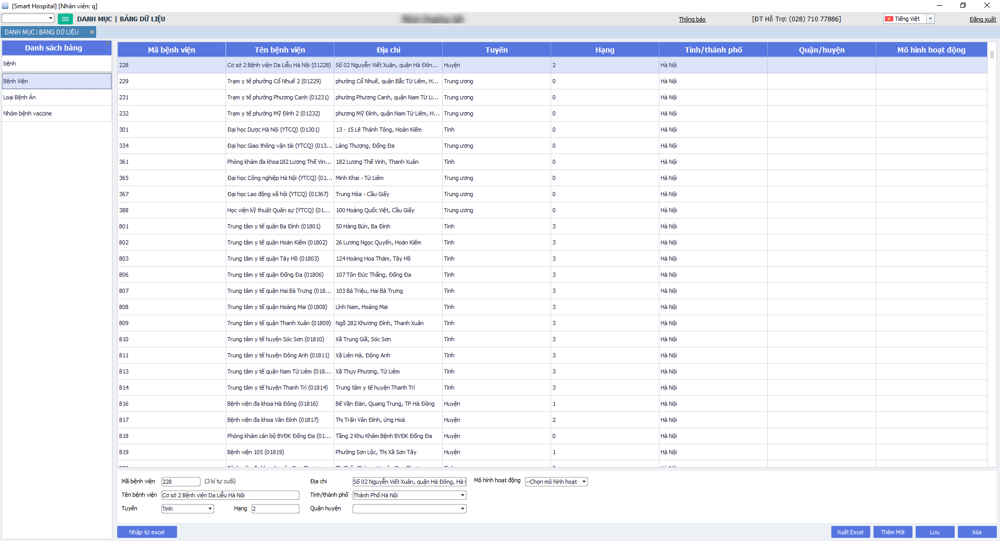 [Smart Hospital] [Nhân viên: q]
DANH MỤC | BẢNG DỮ LIỆU
Thông báo
[ĐT Hỗ Trợ: (028) 710 77886]
Tiếng Việt
Đăng xuất
DANH MỤC | BẢNG DỮ LIỆU
Danh sách bảng
bệnh
Bệnh Viện
Loại Bệnh Án
Nhóm bệnh vaccine
Mã bệnh viện Tên bệnh viện Địa chỉ Tuyến Hạng Tỉnh/thành phố Quận/huyện Mô hình hoạt động
228 Cơ sở 2 Bệnh viện Da Liễu Hà Nội (01228) Số 02 Nguyễn Viết Xuân, quận Hà Đôn... Huyện 2 Hà Nội
229 Trạm y tế phường Cổ Nhuế 2 (01229) phường Cổ Nhuế, quận Bắc Từ Liêm, H... Trung ương 0 Hà Nội
231 Trạm y tế phường Phương Canh (01231) phường Phương Canh, quận Nam Từ Li... Trung ương 0 Hà Nội
232 Trạm y tế phường Mỹ Đình 2 (01232) phương Mỹ Đình, quận Nam Từ Liêm, H... Trung ương 0 Hà Nội
301 Đại học Dược Hà Nội (YTCQ) (01301) 13 - 15 Lê Thánh Tông, Hoàn Kiếm Tỉnh 0 Hà Nội
334 Đại học Giao thông vận tải (YTCQ) (013... Láng Thượng, Đống Đa Trung ương 0 Hà Nội
361 Phòng khám đa khoa182 Lương Thế Vin... 182 Lương Thế Vinh, Thanh Xuân Tỉnh 0 Hà Nội
365 Đại học Công nghiệp Hà Nội (YTCQ) (01... Minh Khai - Từ Liêm Trung ương 0 Hà Nội
367 Đại học Lao động xã hội (YTCQ) (01367) Trung Hòa - Cầu Giấy Trung ương 0 Hà Nội
388 Học viện kỹ thuật Quân sự (YTCQ) (01... 100 Hoàng Quốc Việt, Cầu Giấy Trung ương 0 Hà Nội
801 Trung tâm y tế quận Ba Đình (01801) 50 Hàng Bún, Ba Đình Tỉnh 3 Hà Nội
802 Trung tâm y tế quận Hoàn Kiếm (01802) 26 Lương Ngọc Quyến, Hoàn Kiếm Tỉnh 3 Hà Nội
803 Trung tâm y tế quận Tây Hồ (01803) 124 Hoàng Hoa Thám, Tây Hồ Tỉnh 3 Hà Nội
806 Trung tâm y tế quận Đống Đa (01806) 107 Tôn Đức Thắng, Đống Đa Tỉnh 3 Hà Nội
807 Trung tâm y tế quận Hai Bà Trưng (018... 103 Bà Triệu, Hai Bà Trưng Tỉnh 3 Hà Nội
808 Trung tâm y tế quận Hoàng Mai (01808) Lĩnh Nam, Hoàng Mai Tỉnh 3 Hà Nội
809 Trung tâm y tế quận Thanh Xuân (01809) Ngõ 282 Khương Đình, Thanh Xuân Tỉnh 3 Hà Nội
810 Trung tâm y tế huyện Sóc Sơn (01810) Xã Trung Giã, Sóc Sơn Tỉnh 3 Hà Nội
811 Trung tâm y tế huyện Đông Anh (01811) Xã Liên Hà, Đông Anh Tỉnh 3 Hà Nội
813 Trung tâm y tế quận Nam Từ Liêm (018... Xã Thụy Phương, Từ Liêm Tỉnh 3 Hà Nội
814 Trung tâm y tế huyện Thanh Trì (01814) Trung tâm y tế huyện Thanh Trì Tỉnh 3 Hà Nội
816 Bệnh viện đa khoa Hà Đông (01816) Bế Văn Đàn, Quang Trung, TP Hà Đông Huyện 1 Hà Nội
817 Bệnh viện đa khoa Vân Đình (01817) Thị Trấn Vân Đình, ứng Hoà Huyện 2 Hà Nội
818 Phòng khám cán bộ BVĐK Đống Đa (01... Tầng 2 Khu Khám Bệnh BVĐK Đống Đa Huyện 0 Hà Nội
819 Bệnh viện 105 (01819) Phường Sơn Lộc, Thị Xã Sơn Tây Huyện 1 Hà Nội
Mã bệnh viện 228 (3 kí tự cuối) Địa chỉ Số 02 Nguyễn Viết Xuân, quận Hà Đông, Hà Mô hình hoạt động --Chọn mô hình hoạt
Tên bệnh viện Cơ sở 2 Bệnh viện Da Liễu Hà Nội Tỉnh/thành phố Thành Phố Hà Nội
Tuyến Tỉnh Hạng 2 Quận huyện
Nhập từ excel Xuất Excel Thêm Mới Lưu Xóa